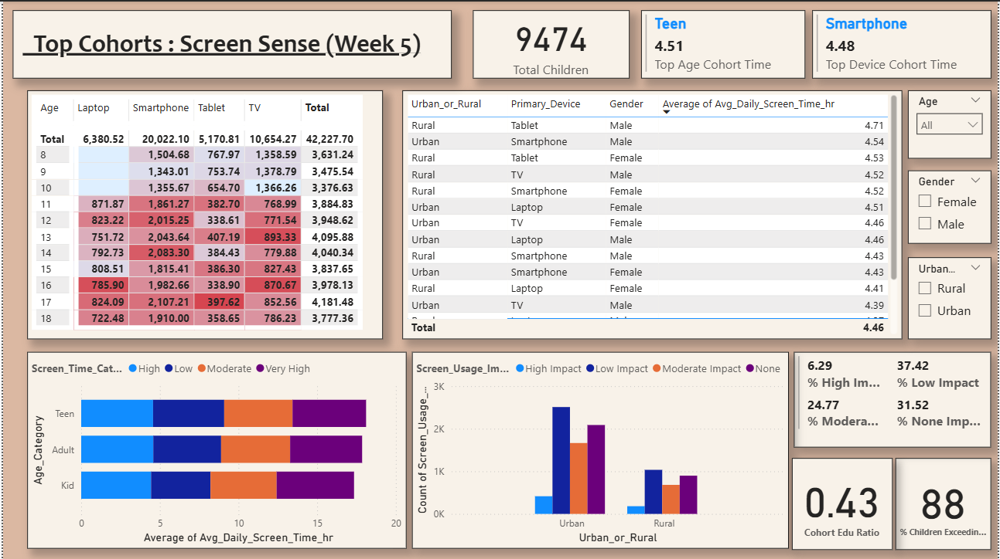 Top Cohorts : Screen Sense (Week 5)
9474
Total Children
Teen
4.51
Top Age Cohort Time
Smartphone
4.48
Top Device Cohort Time
Age Laptop Smartphone Tablet TV Total
Total 6,380.52 20,022.10 5,170.81 10,654.27 42,227.70
8 1,504.68 767.97 1,358.59 3,631.24
9 1,343.01 753.74 1,378.79 3,475.54
10 1,355.67 654.70 1,366.26 3,376.63
11 871.87 1,861.27 382.70 768.99 3,884.83
12 823.22 2,015.25 338.61 771.54 3,948.62
13 751.72 2,043.64 407.19 893.33 4,095.88
14 792.73 2,083.30 384.43 779.88 4,040.34
15 808.51 1,815.41 386.30 827.43 3,837.65
16 785.90 1,982.66 338.90 870.67 3,978.13
17 824.09 2,107.21 397.62 852.56 4,181.48
18 722.48 1,910.00 358.65 786.23 3,777.36
Urban_or_Rural Primary_Device Gender Average of Avg_Daily_Screen_Time_hr
Rural Tablet Male 4.71
Urban Smartphone Male 4.54
Rural Tablet Female 4.53
Rural TV Male 4.52
Rural Smartphone Female 4.52
Urban Laptop Female 4.51
Urban TV Female 4.46
Urban Laptop Male 4.46
Rural Smartphone Male 4.43
Urban Smartphone Female 4.43
Rural Laptop Female 4.41
Urban TV Male 4.39
Total 4.46
Age
All
Gender
Female
Male
Urban...
Rural
Urban
Screen_Time_Cat... High Low Moderate Very High
Age_Category
Teen
Adult
Kid
0 5 10 15 20
Average of Avg_Daily_Screen_Time_hr
Screen_Usage_Im... High Impact Low Impact Moderate Impact None
Count of Screen_Usage_...
3K
2K
1K
0K
Urban Rural
Urban_or_Rural
6.29 37.42
% High Im... % Low Impact
24.77 31.52
% Modera... % None Imp...
0.43
Cohort Edu Ratio
88
% Children Exceedin...